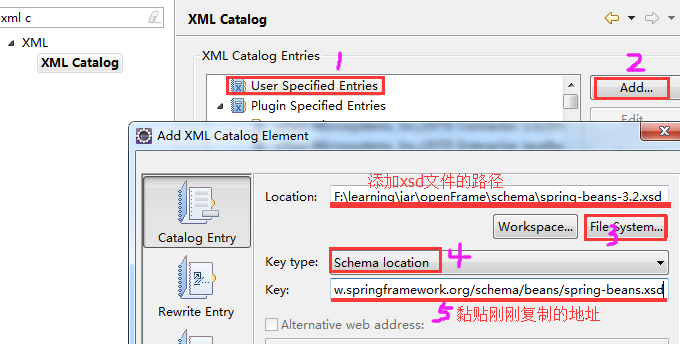 xml c
XML
XML Catalog
XML Catalog
XML Catalog Entries
1
2
User Specified Entries
Add...
Plugin Specified Entries
Edit
Add XML Catalog Element
添加xsd文件的路径
Location: F:\learning\jar\openFrame\schema\spring-beans-3.2.xsd
Workspace... File System...
3
Catalog Entry
4
Key type: Schema location
Key: w.springframework.org/schema/beans/spring-beans.xsd
Rewrite Entry
5 黏贴刚刚复制的地址
Alternative web address: